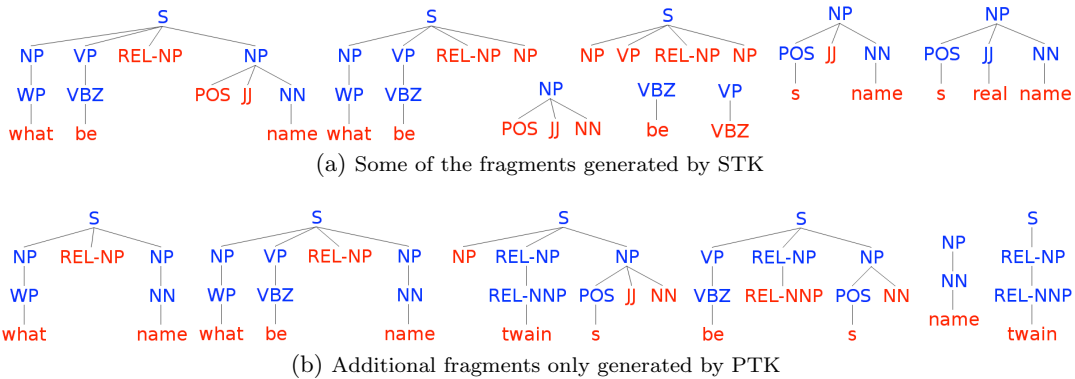 S S S NP NP
NP VP REL-NP NP NP VP REL-NP NP NP VP REL-NP NP POS JJ NN POS JJ NN
WP VBZ POS JJ NN WP VBZ NP VBZ VP s name s real name
what be name what be POS JJ NN be VBZ
(a) Some of the fragments generated by STK
S S S S S
NP REL-NP NP NP VP REL-NP NP NP REL-NP NP VP REL-NP NP NP REL-NP
WP NN WP VBZ NN REL-NNP POS JJ NN VBZ REL-NNP POS NN NN REL-NNP
what name what be name twain s be s name twain
(b) Additional fragments only generated by PTK